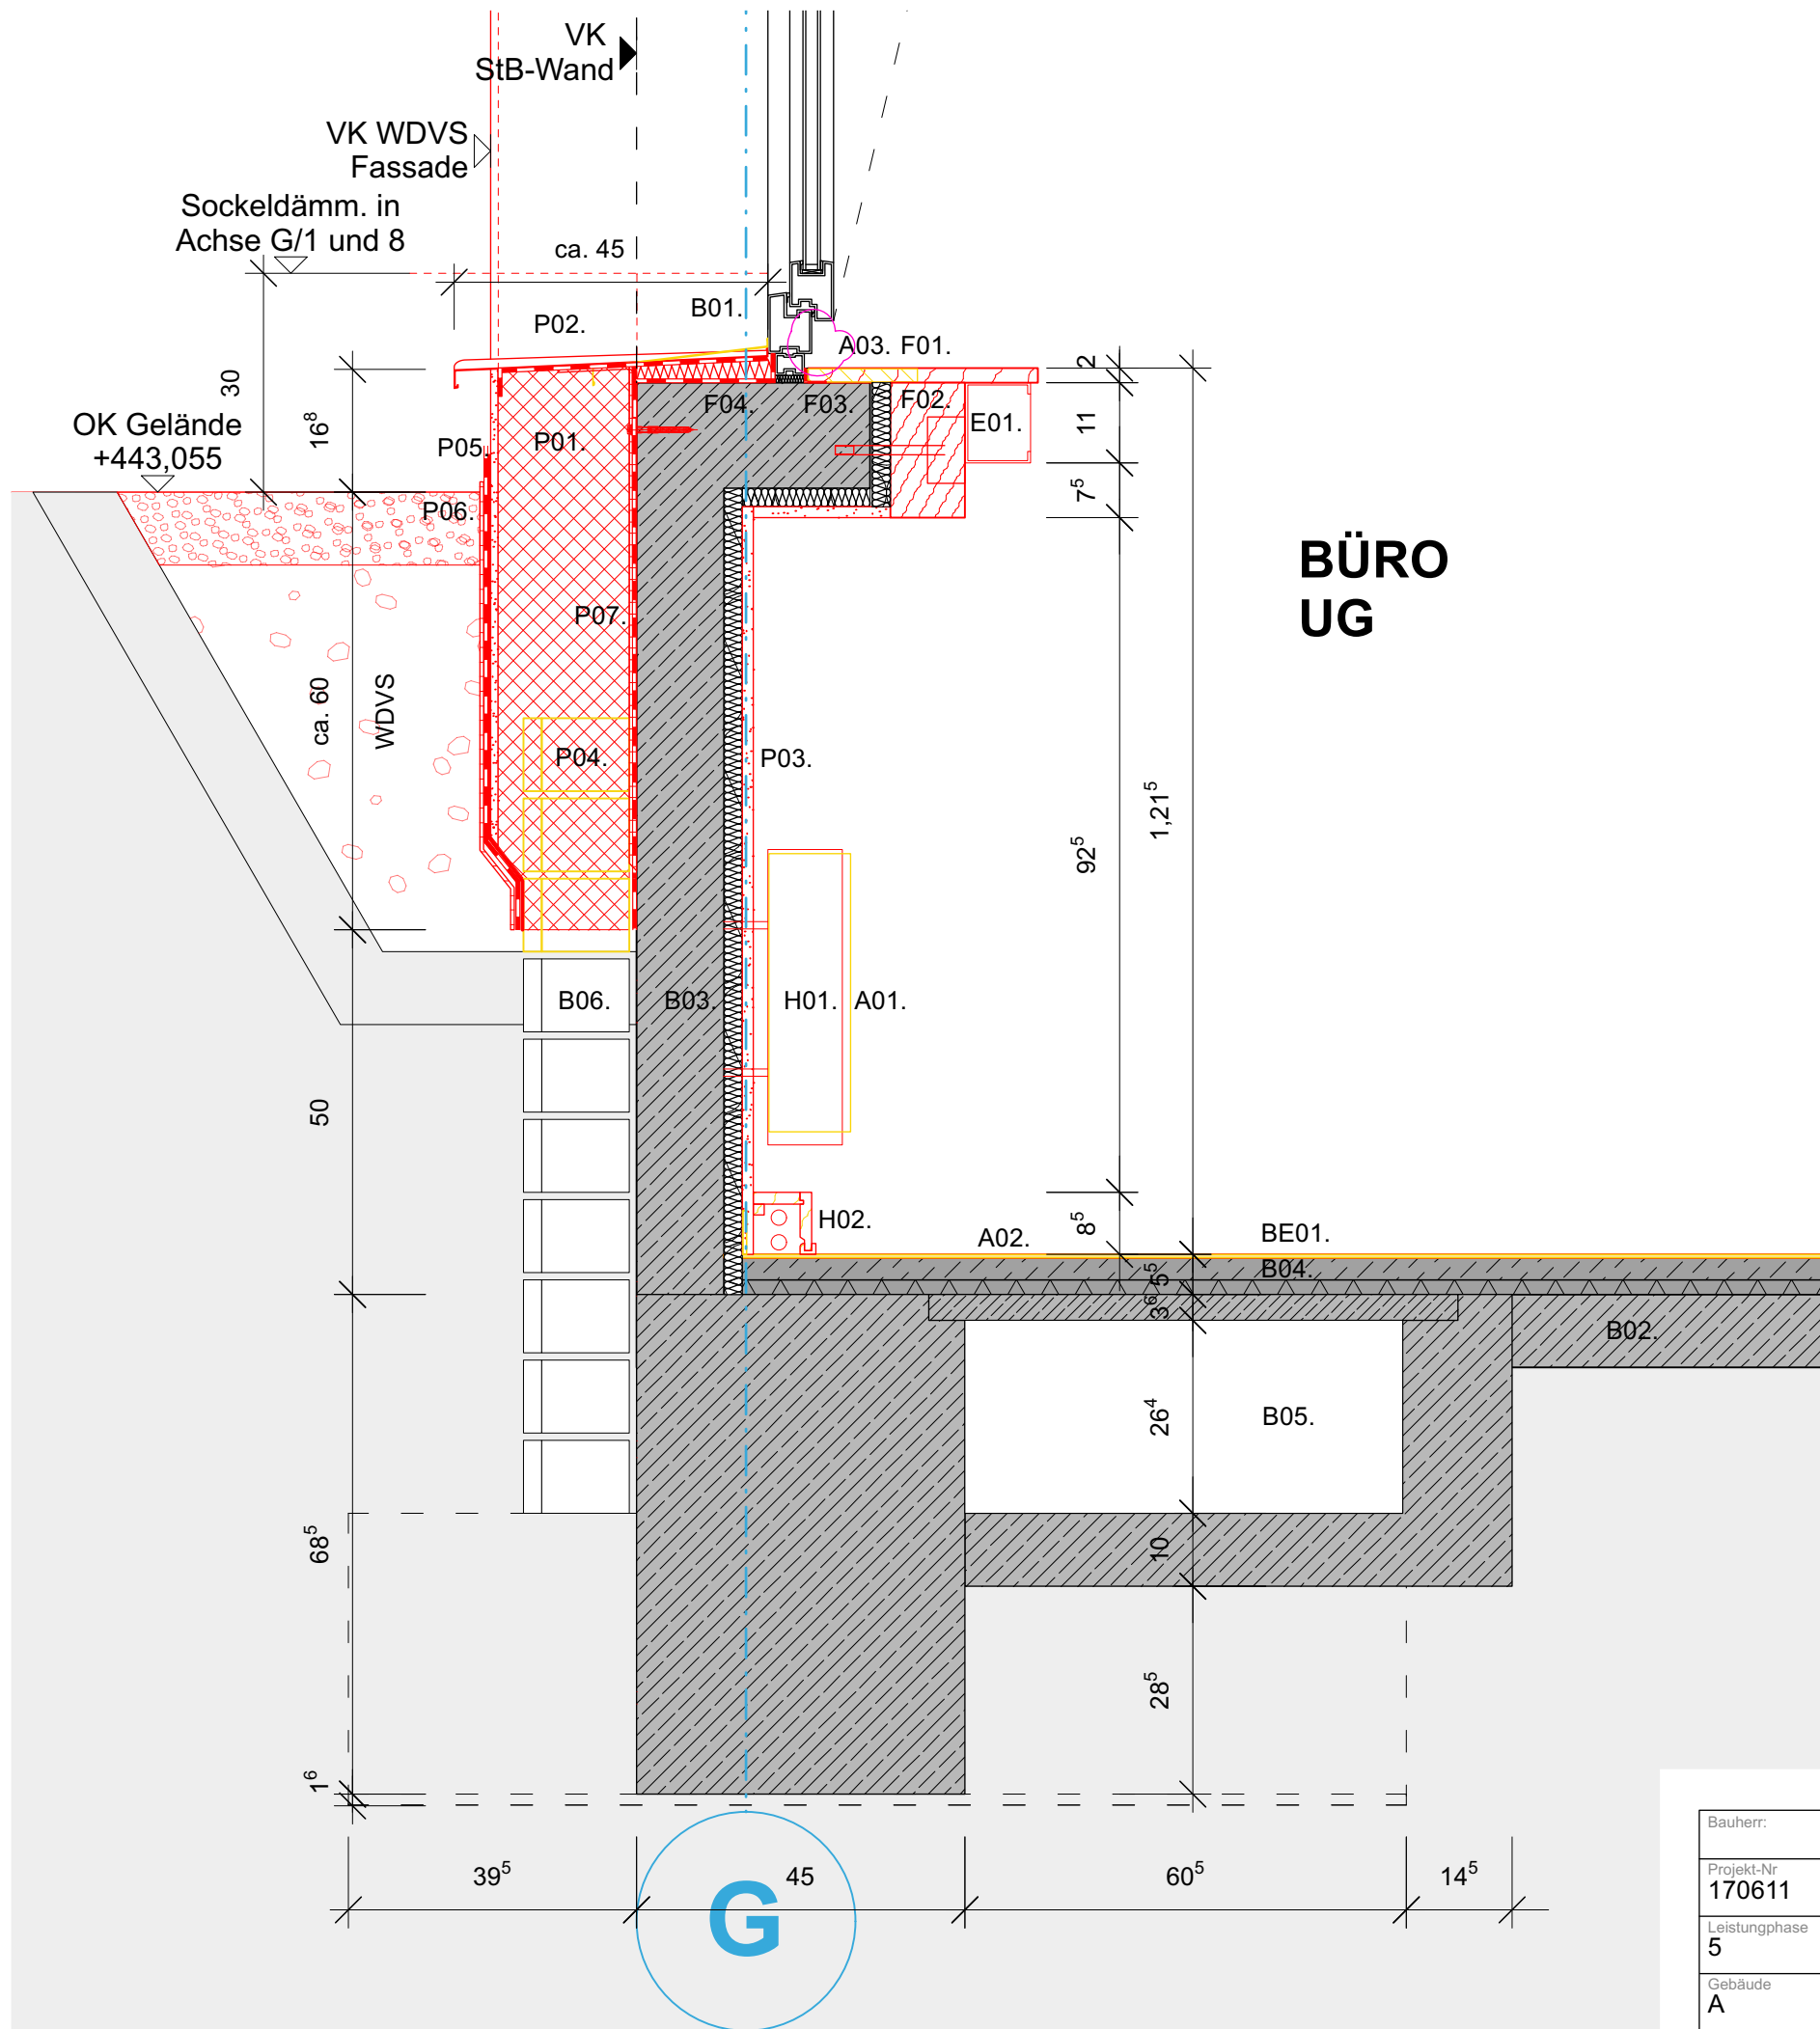 VK
StB-Wand
VK WDVS
Fassade
Sockeldämm. in
Achse G/1 und 8
ca. 45
B01.
P02.
A03. F01.
30
16⁸
2
OK Gelände
+443,055
P05.
P01.
F04.
F03.
F02.
E01.
11
7⁵
P06.
BÜRO
UG
P07.
ca. 60
WDVS
P04.
P03.
1,21⁵
92⁵
B06.
B03.
H01.
A01.
50
H02.
A02.
8⁵
BE01.
B04.
5⁵
3⁶
B02.
26⁴
B05.
68⁵
10
28⁵
1⁶
39⁵
45
60⁵
14⁵
G
Bauherr:
Projekt-Nr
170611
Leistungphase
5
Gebäude
A